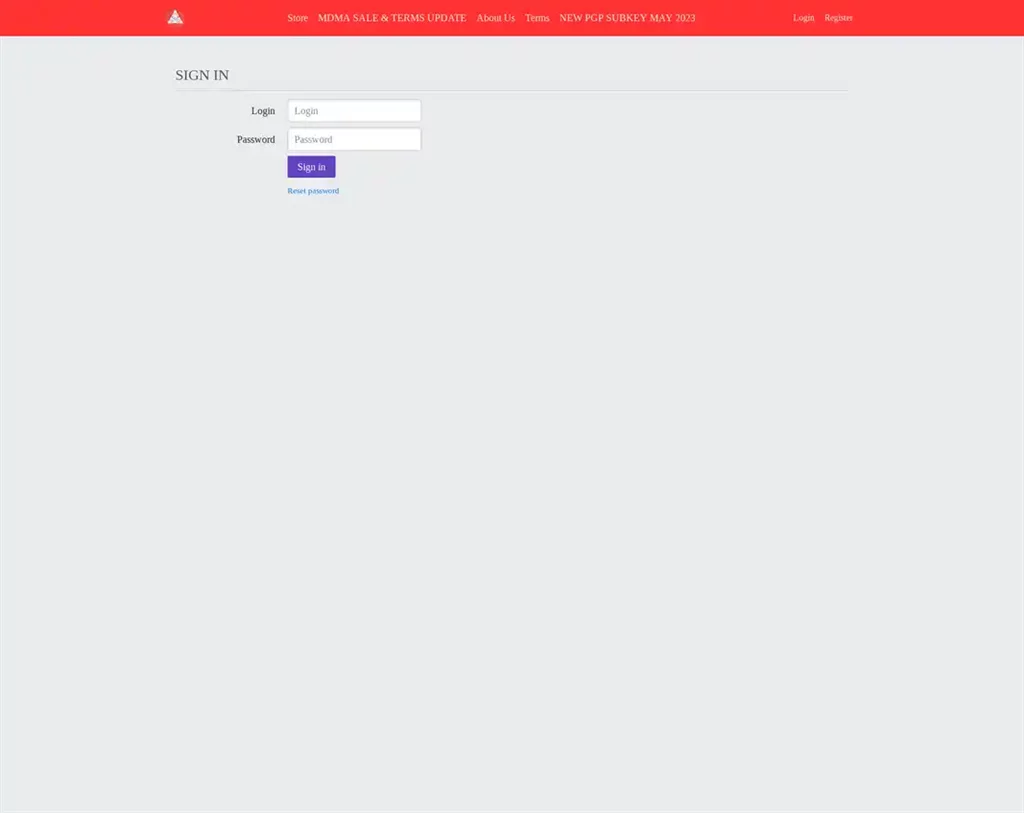 Store MDMA SALE & TERMS UPDATE About Us Terms NEW PGP SUBKEY MAY 2023 Login Register
SIGN IN
Login Login
Password Password
Sign in
Reset password